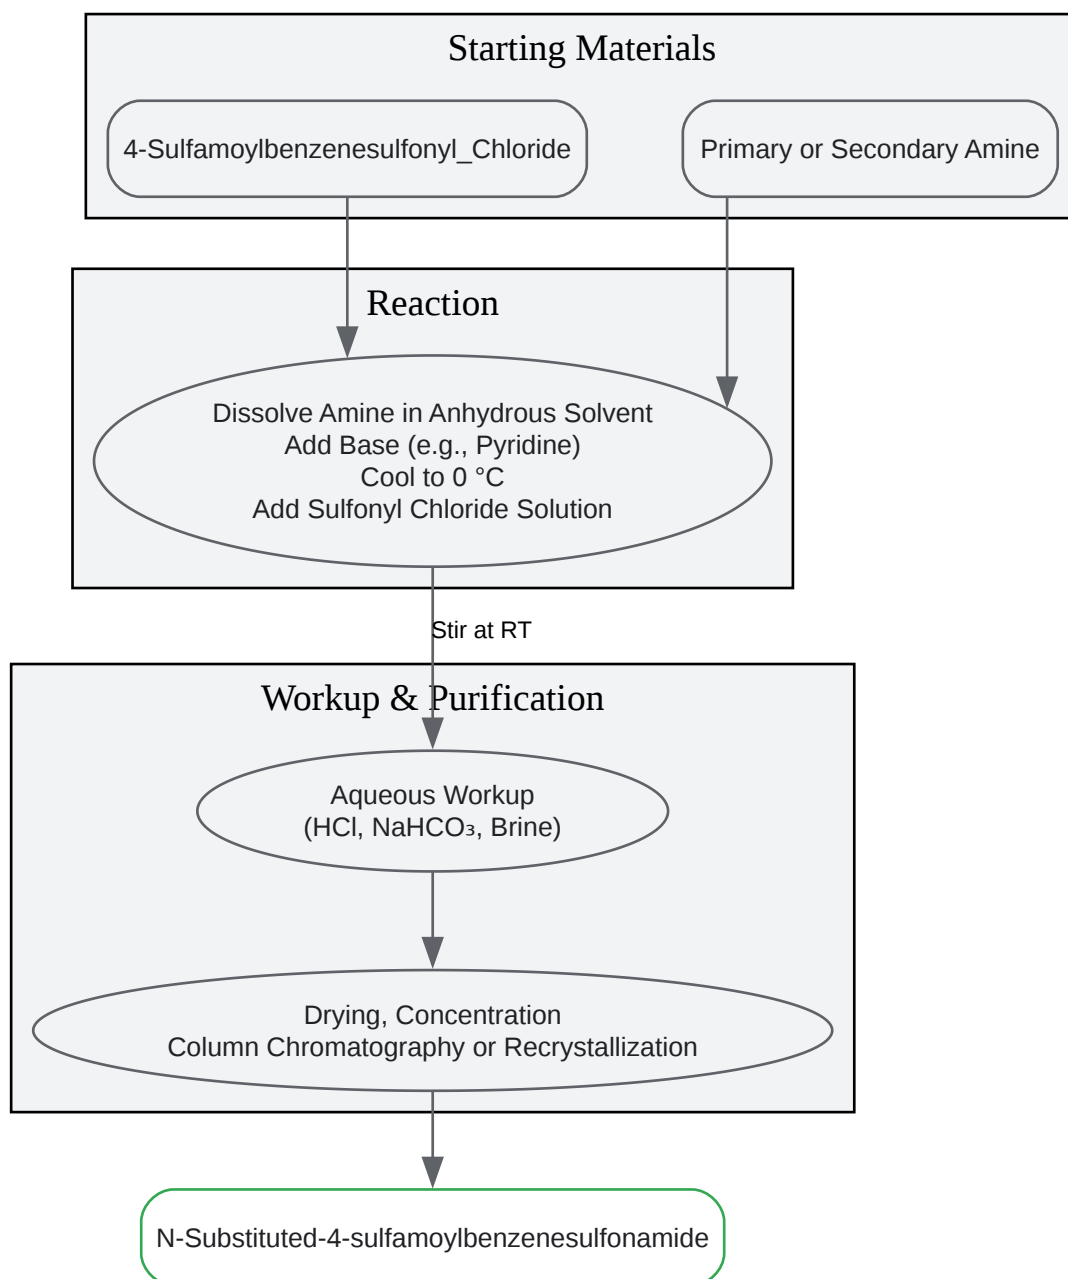 Starting Materials
4-Sulfamoylbenzenesulfonyl_Chloride
Primary or Secondary Amine
Reaction
Dissolve Amine in Anhydrous Solvent
Add Base (e.g., Pyridine)
Cool to 0 °C
Add Sulfonyl Chloride Solution
Stir at RT
Workup & Purification
Aqueous Workup
(HCl, NaHCO₃, Brine)
Drying, Concentration
Column Chromatography or Recrystallization
N-Substituted-4-sulfamoylbenzenesulfonamide